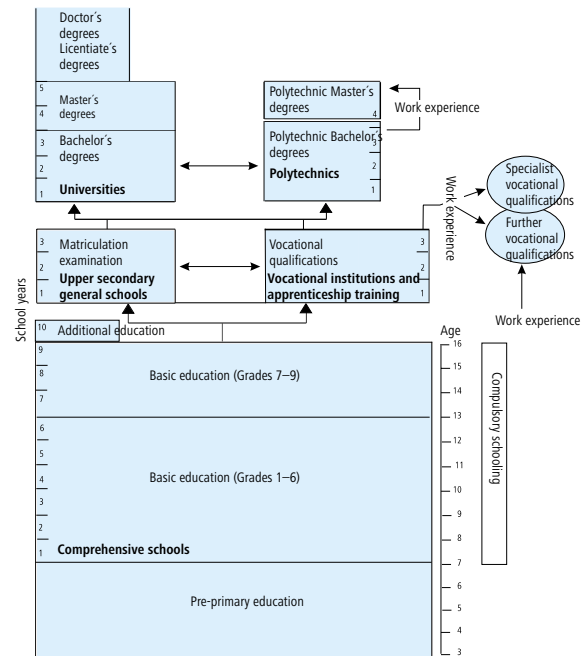 Doctor´s
degrees
Licentiate´s
degrees
5
4
Master´s
degrees
3
2
1
Bachelor´s
degrees
Universities
Polytechnic Master´s
degrees
4
Work experience
Polytechnic Bachelor´s
degrees
Polytechnics
3
2
1
Specialist
vocational
qualifications
Further
vocational
qualifications
Work experience
Work experience
3
2
1
Matriculation
examination
Upper secondary
general schools
Vocational
qualifications
Vocational institutions and
apprenticeship training
3
2
1
School years
10 Additional education
9
8
7
Basic education (Grades 7–9)
6
5
4
3
2
1
Basic education (Grades 1–6)
Comprehensive schools
Pre-primary education
Age
16
15
14
13
12
11
10
9
8
7
6
5
4
3
Compulsory schooling